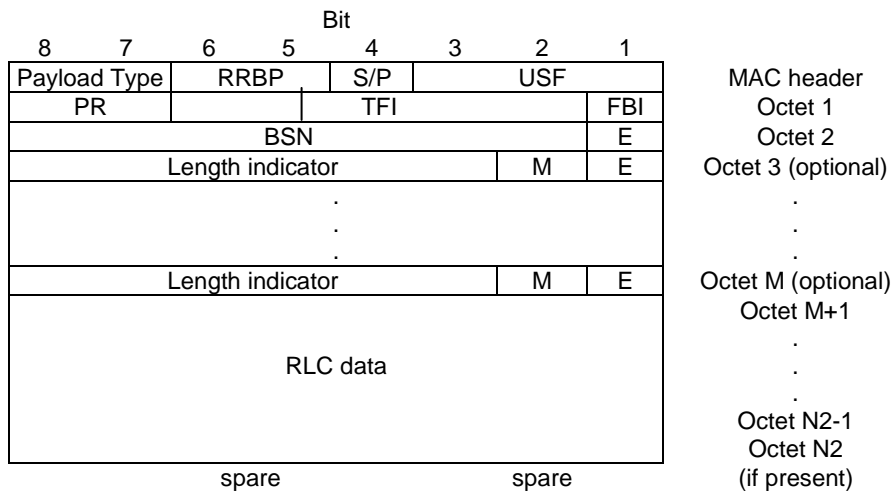 Bit
8 7 6 5 4 3 2 1
Payload Type RRBP S/P USF MAC header
PR TFI FBI Octet 1
BSN E Octet 2
Length indicator M E Octet 3 (optional)
. .
. .
. .
Length indicator M E Octet M (optional)
Octet M+1
.
RLC data .
.
Octet N2-1
Octet N2
spare spare (if present)